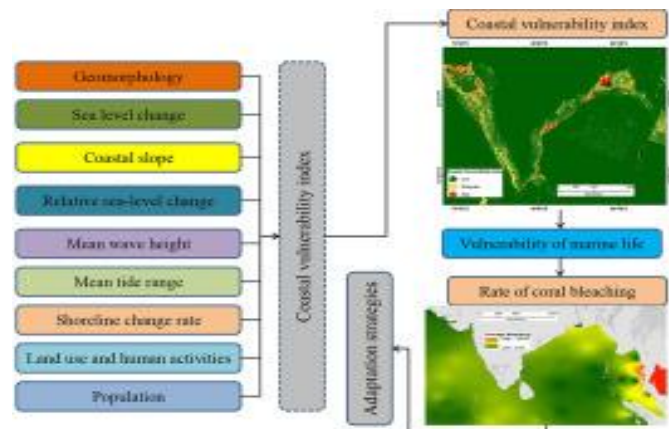 Coastal vulnerability index
Geomorphology
Sea level change
Coastal slope
Relative sea-level change
Mean wave height
Mean tide range
Shoreline change rate
Land use and human activities
Population
Coastal vulnerability index
Vulnerability of marine life
Rate of coral bleaching
Adaptation strategies